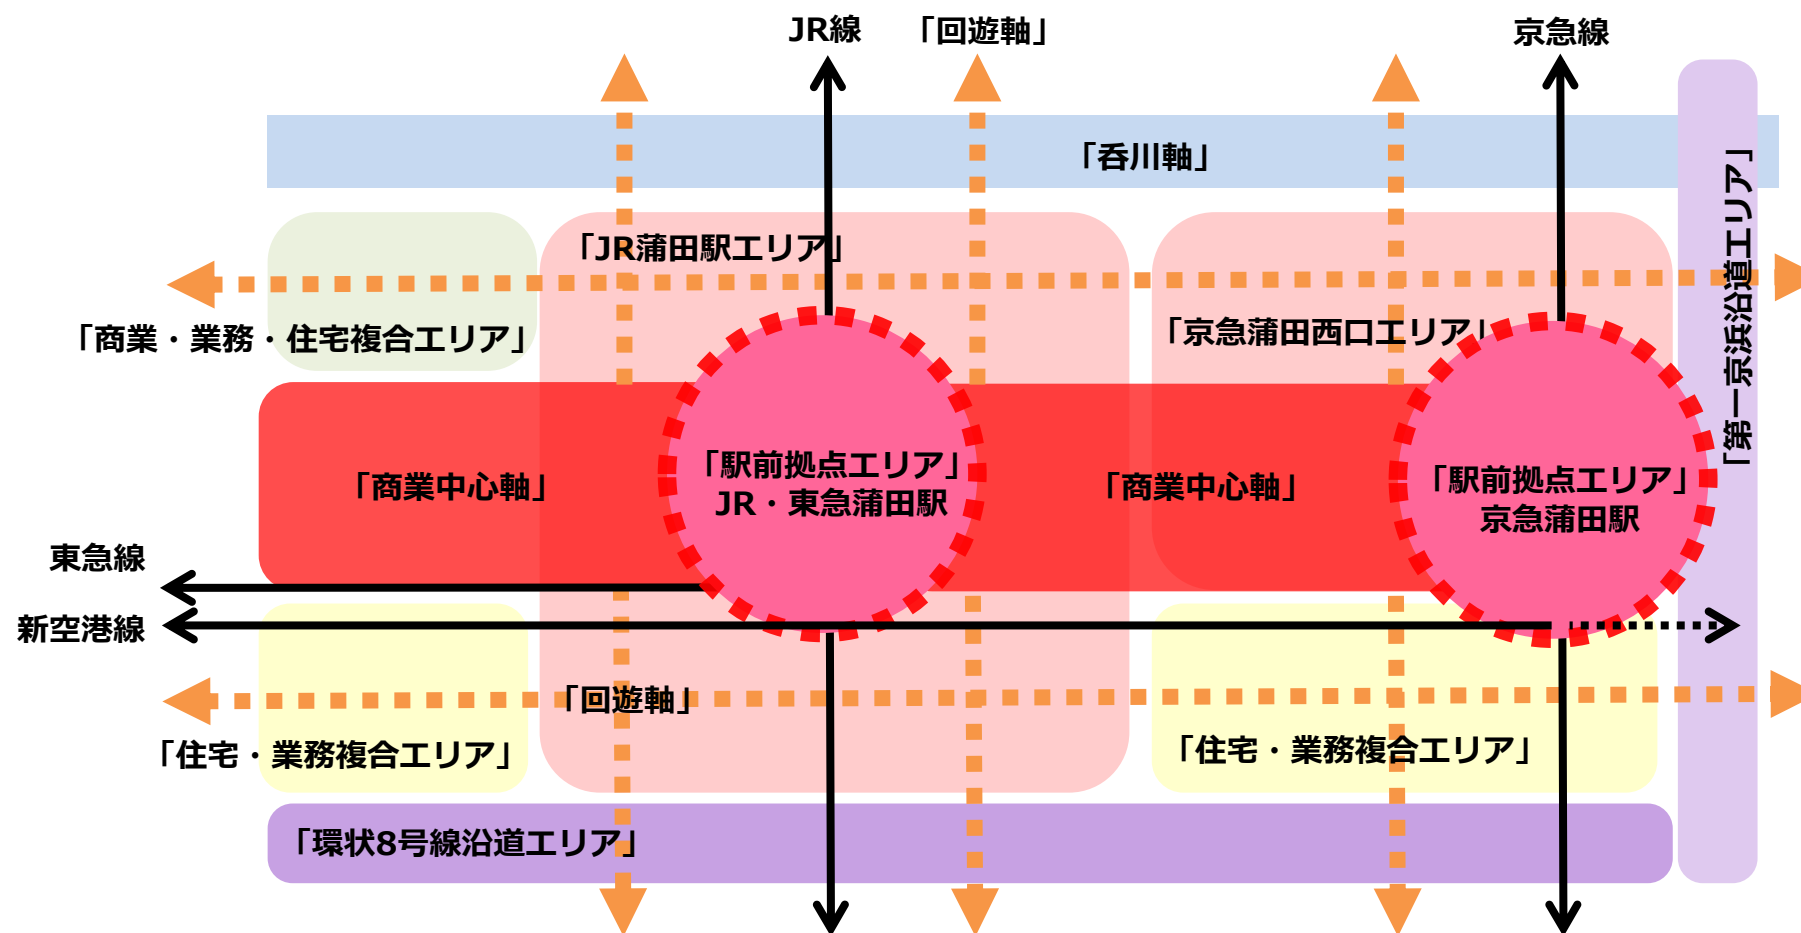 JR線
「回遊軸」
京急線
「呑川軸」
「JR蒲田駅エリア」
「商業・業務・住宅複合エリア」
「京急蒲田西口エリア」
「第一京浜沿道エリア」
「商業中心軸」
「駅前拠点エリア」
JR・東急蒲田駅
「商業中心軸」
「駅前拠点エリア」
京急蒲田駅
東急線
新空港線
「回遊軸」
「住宅・業務複合エリア」
「住宅・業務複合エリア」
「環状8号線沿道エリア」